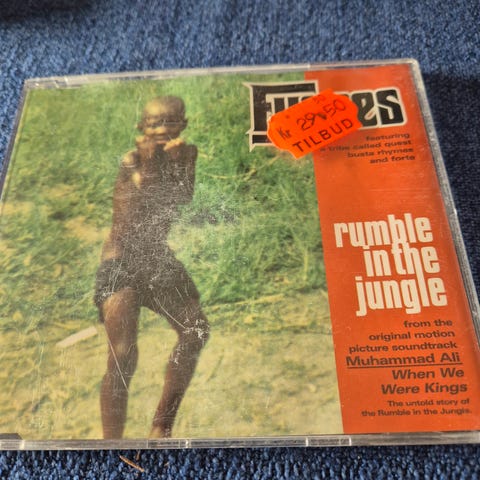 Kr 29.50
TILBUD
featuring
a tribe called quest
busta rhymes
and forte
rumble
in the
jungle
from the
original motion
picture soundtrack
Muhammad Ali
When We
Were Kings
The untold story of
the Rumble in the Jungle.